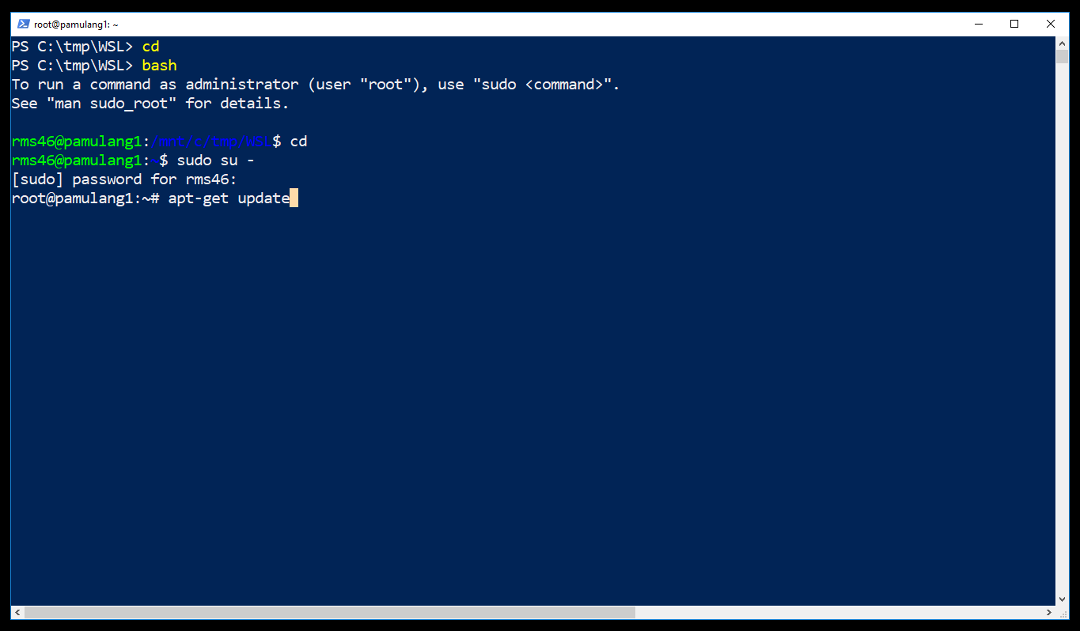 root@pamulang1: ~
PS C:\tmp\WSL> cd
PS C:\tmp\WSL> bash
To run a command as administrator (user "root"), use "sudo <command>".
See "man sudo_root" for details.
rms46@pamulang1:/mnt/c/tmp/WSL$ cd
rms46@pamulang1:~$ sudo su -
[sudo] password for rms46:
root@pamulang1:~# apt-get update